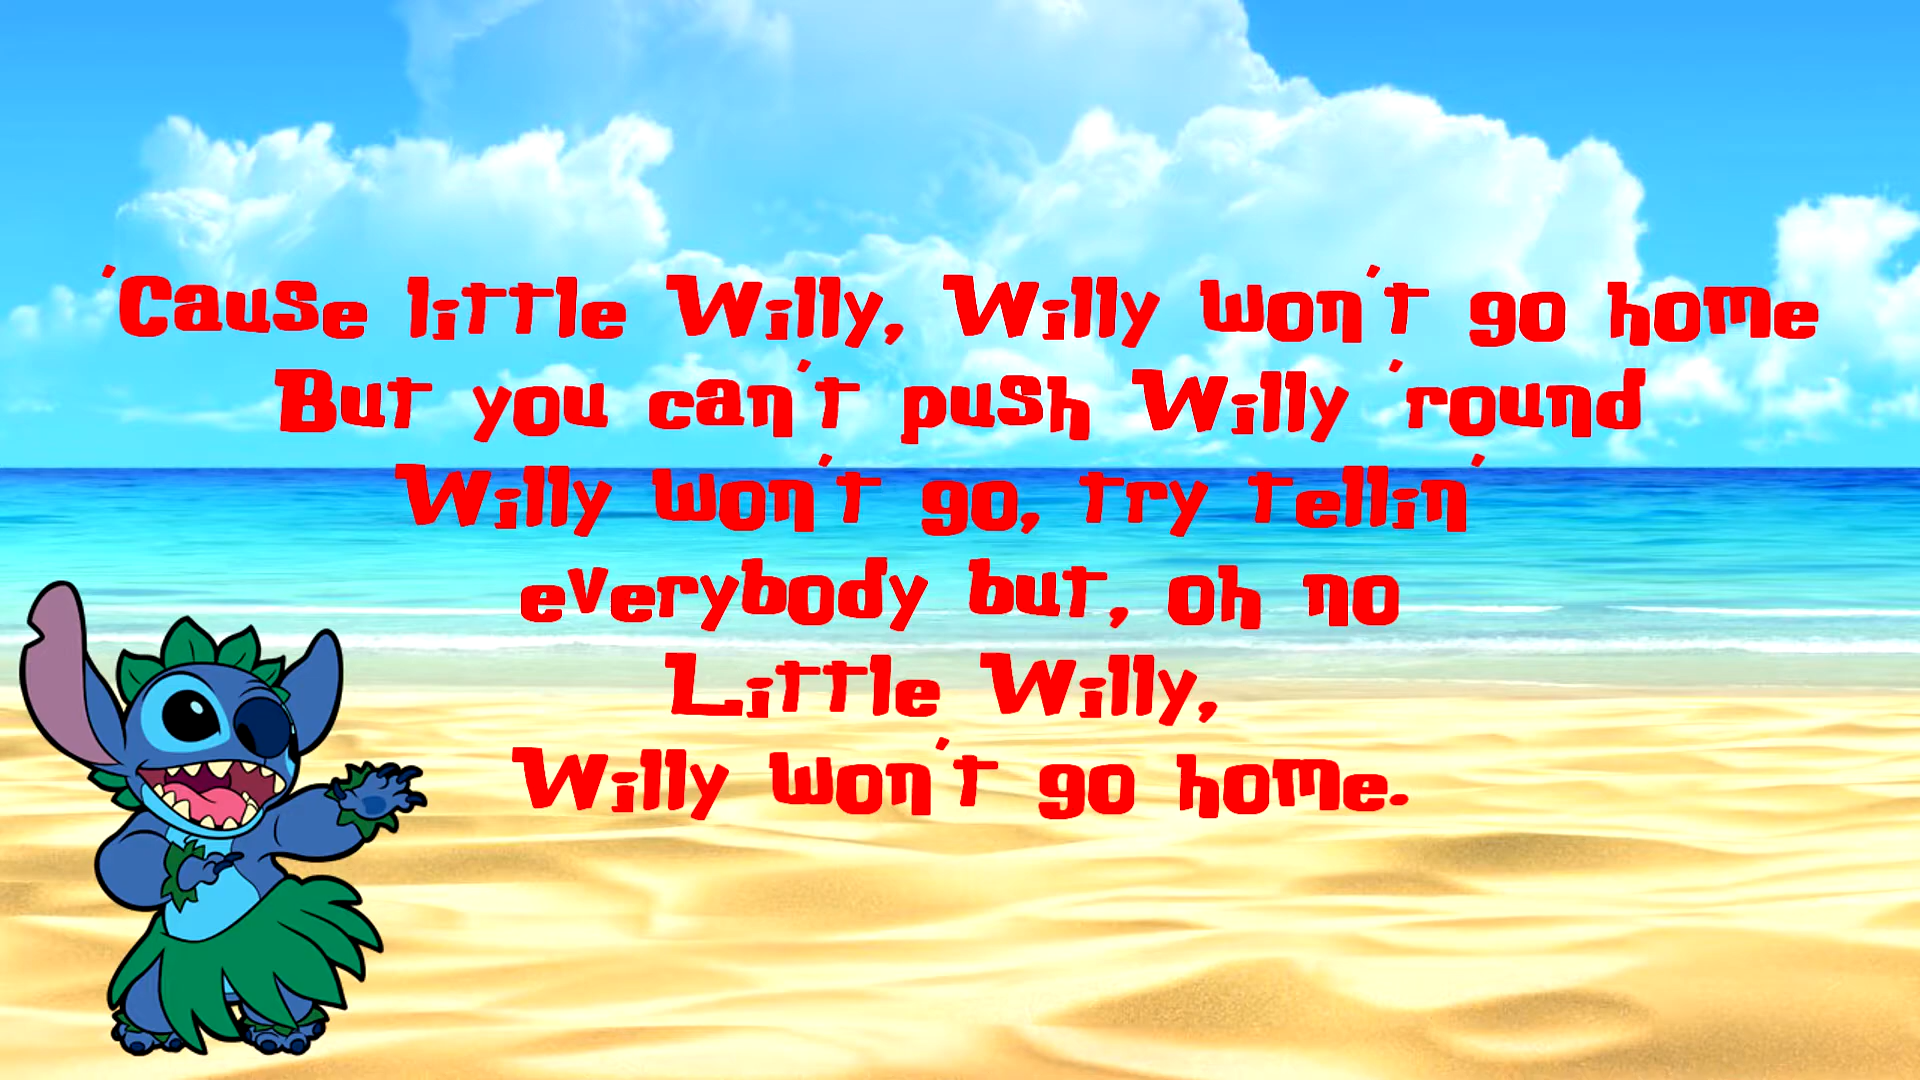 'Cause little Willy, Willy won't go home
But you can't push Willy 'round
Willy won't go, try tellin'
everybody but, oh no
Little Willy,
Willy won't go home.